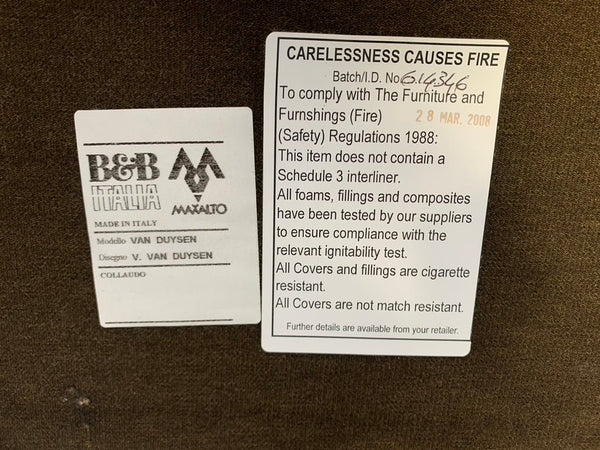 B&B
ITALIA
MAXALTO
MADE IN ITALY
Modello VAN DUYSEN
Disegno V. VAN DUYSEN
COLLAUDO
CARELESSNESS CAUSES FIRE
Batch/I.D. No 614346
To comply with The Furniture and
Furnshings (Fire) 28 MAR. 2008
(Safety) Regulations 1988:
This item does not contain a
Schedule 3 interliner.
All foams, fillings and composites
have been tested by our suppliers
to ensure compliance with the
relevant ignitability test.
All Covers and fillings are cigarette
resistant.
All Covers are not match resistant.
Further details are available from your retailer.